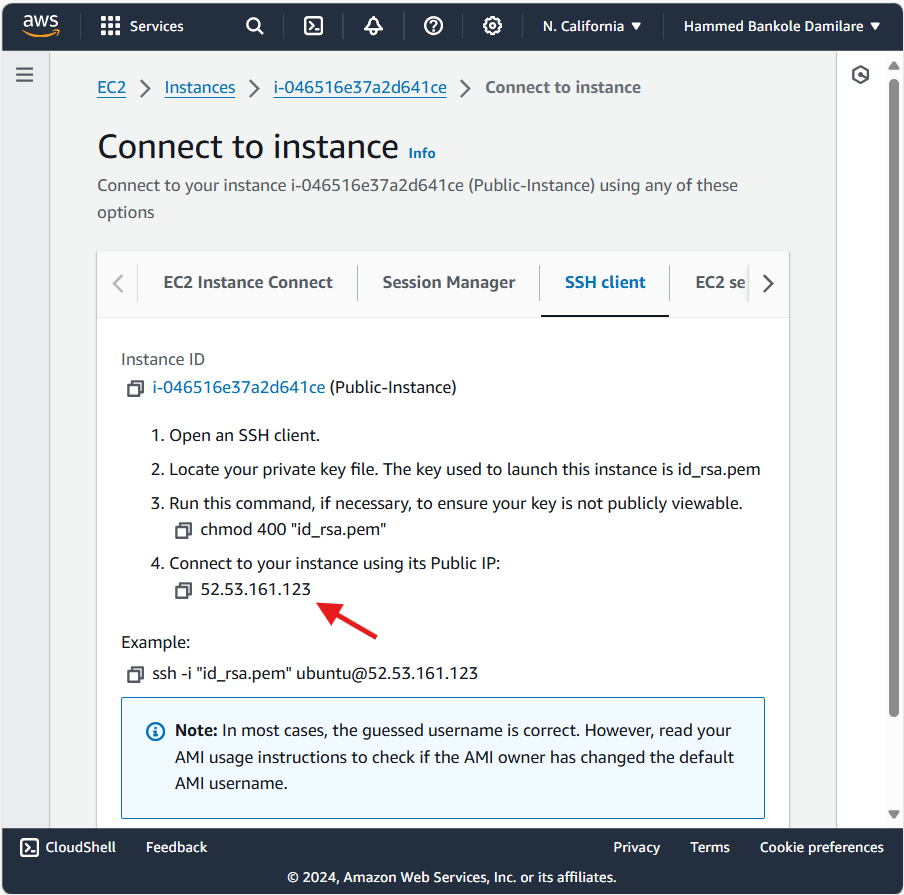 aws
Services
N. California ▼
Hammed Bankole Damilare ▼
EC2 > Instances > i-046516e37a2d641ce > Connect to instance
Connect to instance Info
Connect to your instance i-046516e37a2d641ce (Public-Instance) using any of these
options
EC2 Instance Connect
Session Manager
SSH client
EC2 se
Instance ID
i-046516e37a2d641ce (Public-Instance)
1. Open an SSH client.
2. Locate your private key file. The key used to launch this instance is id_rsa.pem
3. Run this command, if necessary, to ensure your key is not publicly viewable.
chmod 400 "id_rsa.pem"
4. Connect to your instance using its Public IP:
52.53.161.123
Example:
ssh -i "id_rsa.pem" ubuntu@52.53.161.123
Note: In most cases, the guessed username is correct. However, read your
AMI usage instructions to check if the AMI owner has changed the default
AMI username.
CloudShell
Feedback
Privacy
Terms
Cookie preferences
© 2024, Amazon Web Services, Inc. or its affiliates.